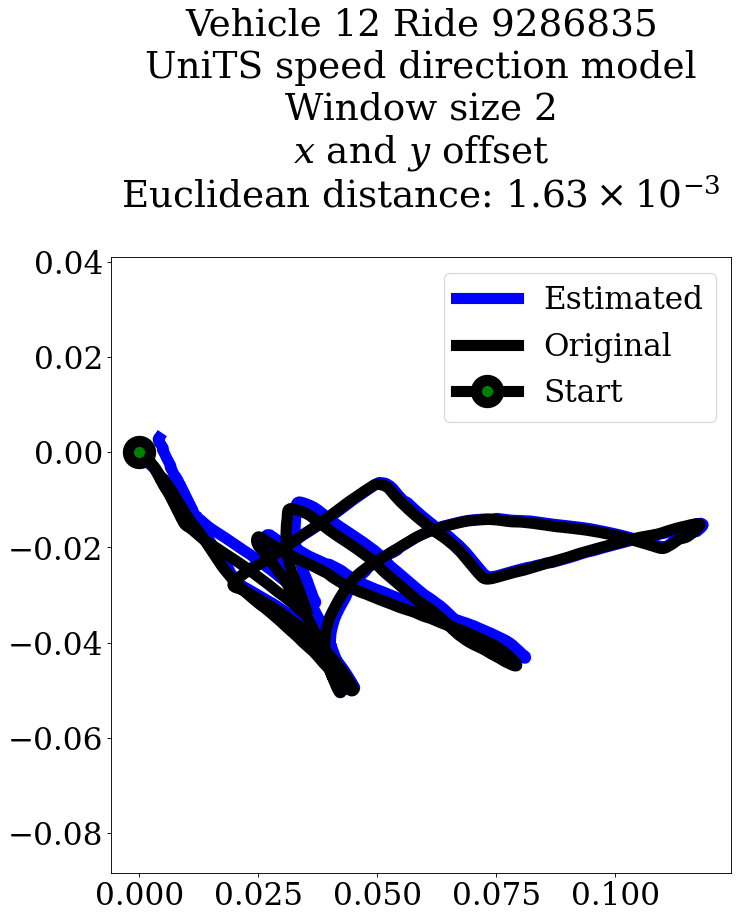 Vehicle 12 Ride 9286835
UniTS speed direction model
Window size 2
x and y offset
Euclidean distance: 1.63 × 10⁻³
0.04
0.02
0.00
−0.02
−0.04
−0.06
−0.08
Estimated
Original
Start
0.000 0.025 0.050 0.075 0.100